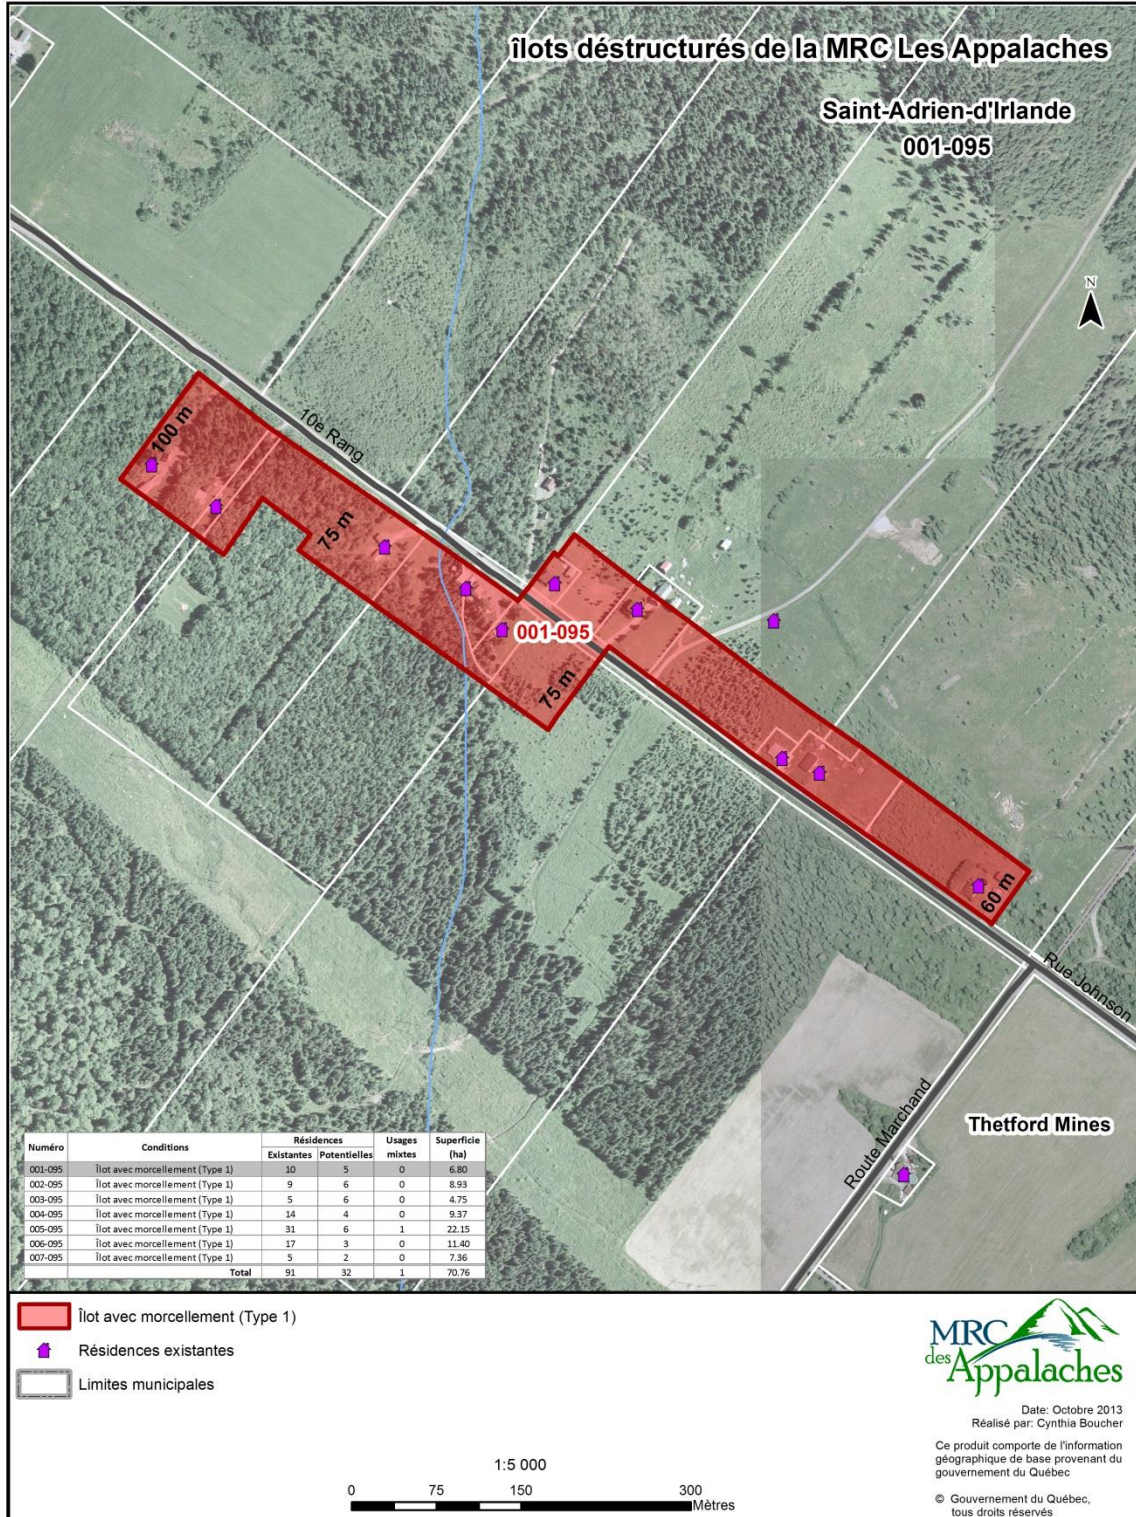 îlots déstructurés de la MRC Les Appalaches
Saint-Adrien-d'Irlande
001-095
N
100 m
10e Rang
75 m
001-095
75 m
60 m
Rue Johnson
Route Marchand
Thetford Mines
Numéro Conditions Résidences Usages mixtes Superficie (ha)
Existantes Potentielles
001-095 Îlot avec morcellement (Type 1) 10 5 0 6.80
002-095 Îlot avec morcellement (Type 1) 9 6 0 8.93
003-095 Îlot avec morcellement (Type 1) 5 6 0 4.75
004-095 Îlot avec morcellement (Type 1) 14 4 0 9.37
005-095 Îlot avec morcellement (Type 1) 31 6 1 22.15
006-095 Îlot avec morcellement (Type 1) 17 3 0 11.40
007-095 Îlot avec morcellement (Type 1) 5 2 0 7.36
Total 91 32 1 70.76
Îlot avec morcellement (Type 1)
Résidences existantes
Limites municipales
1:5 000
0 75 150 300
Mètres
MRC
des Appalaches
Date: Octobre 2013
Réalisé par: Cynthia Boucher
Ce produit comporte de l'information
géographique de base provenant du
gouvernement du Québec
© Gouvernement du Québec,
tous droits réservés